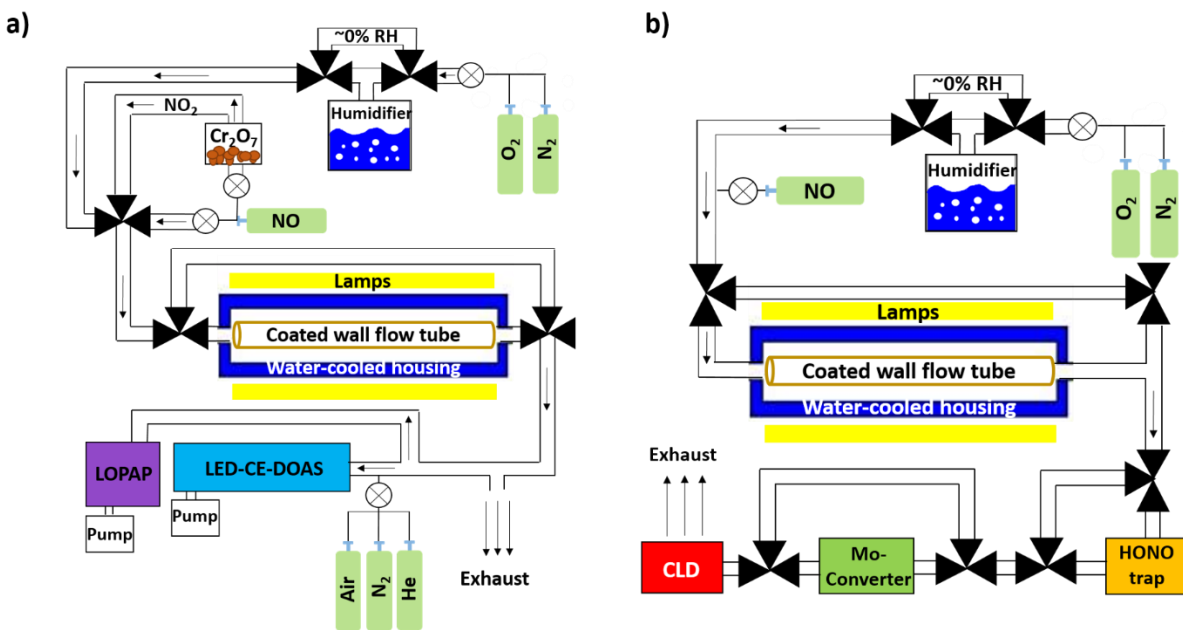 a)
~0% RH
NO₂
Cr₂O₇
Humidifier
O₂
N₂
NO
Lamps
Coated wall flow tube
Water-cooled housing
LOPAP
LED-CE-DOAS
Pump
Pump
Air
N₂
He
Exhaust
b)
~0% RH
Humidifier
O₂
N₂
NO
Lamps
Coated wall flow tube
Water-cooled housing
Exhaust
CLD
Mo-
Converter
HONO
trap